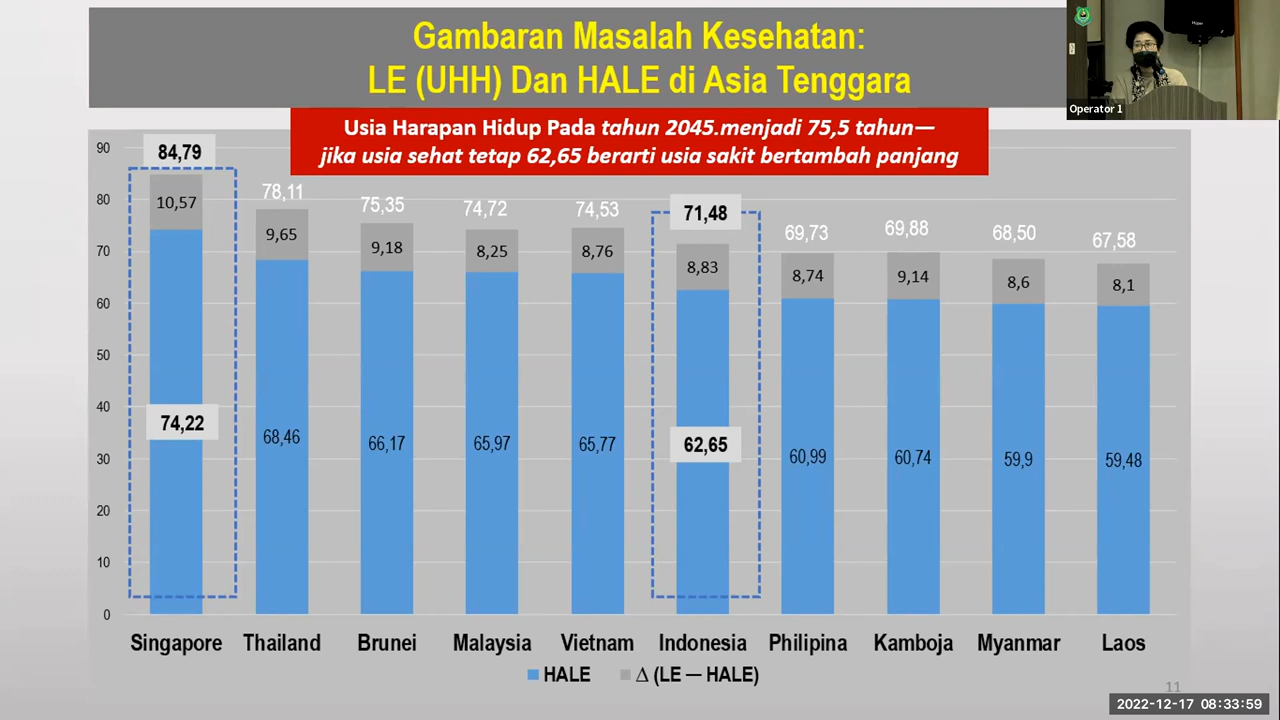 Gambaran Masalah Kesehatan:
LE (UHH) Dan HALE di Asia Tenggara
Operator 1
Usia Harapan Hidup Pada tahun 2045.menjadi 75,5 tahun—
jika usia sehat tetap 62,65 berarti usia sakit bertambah panjang
90
80
70
60
50
40
30
20
10
0
84,79
78,11
75,35
74,72
74,53
71,48
69,73
69,88
68,50
67,58
10,57
9,65
9,18
8,25
8,76
8,83
8,74
9,14
8,6
8,1
74,22
68,46
66,17
65,97
65,77
62,65
60,99
60,74
59,9
59,48
Singapore
Thailand
Brunei
Malaysia
Vietnam
Indonesia
Philipina
Kamboja
Myanmar
Laos
HALE
Δ (LE — HALE)
11
2022-12-17 08:33:59